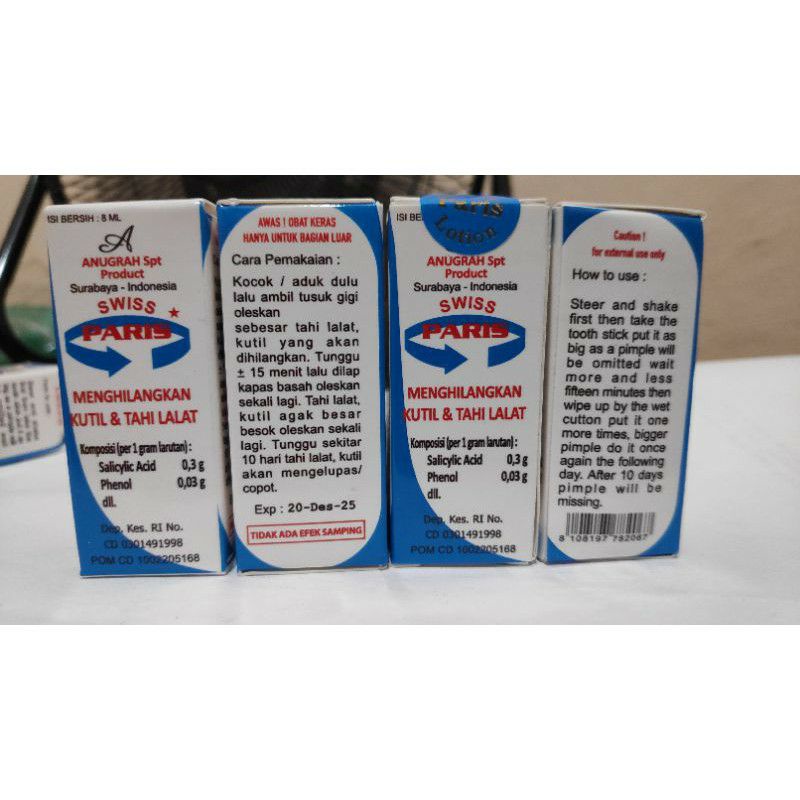 ISI BERSIH : 8 ML
A
ANUGRAH Spt
Product
Surabaya - Indonesia
SWISS
PARIS
MENGHILANGKAN
KUTIL & TAHI LALAT
Komposisi (per 1 gram larutan) :
Salicylic Acid 0,3 g
Phenol 0,03 g
dll.
Dep. Kes. RI No.
CD 0301491998
POM CD 1002205168
AWAS ! OBAT KERAS
HANYA UNTUK BAGIAN LUAR
Cara Pemakaian :
Kocok / aduk dulu
lalu ambil tusuk gigi
oleskan
sebesar tahi lalat,
kutil yang akan
dihilangkan. Tunggu
± 15 menit lalu dilap
kapas basah oleskan
sekali lagi. Tahi lalat,
kutil agak besar
besok oleskan sekali
lagi. Tunggu sekitar
10 hari tahi lalat, kutil
akan mengelupas/
copot.
Exp : 20-Des-25
TIDAK ADA EFEK SAMPING
ISI BE
Paris
Lotion
ANUGRAH Spt
Product
Surabaya - Indonesia
SWISS
PARIS
MENGHILANGKAN
KUTIL & TAHI LALAT
Komposisi (per 1 gram larutan) :
Salicylic Acid 0,3 g
Phenol 0,03 g
dll.
Dep. Kes. RI No.
CD 0301491998
POM CD 1002205168
Caution !
for external use only
How to use :
Steer and shake
first then take the
tooth stick put it as
big as a pimple will
be omitted wait
more and less
fifteen minutes then
wipe up by the wet
cutton put it one
more times, bigger
pimple do it once
again the following
day. After 10 days
pimple will be
missing.
8 108197 752067